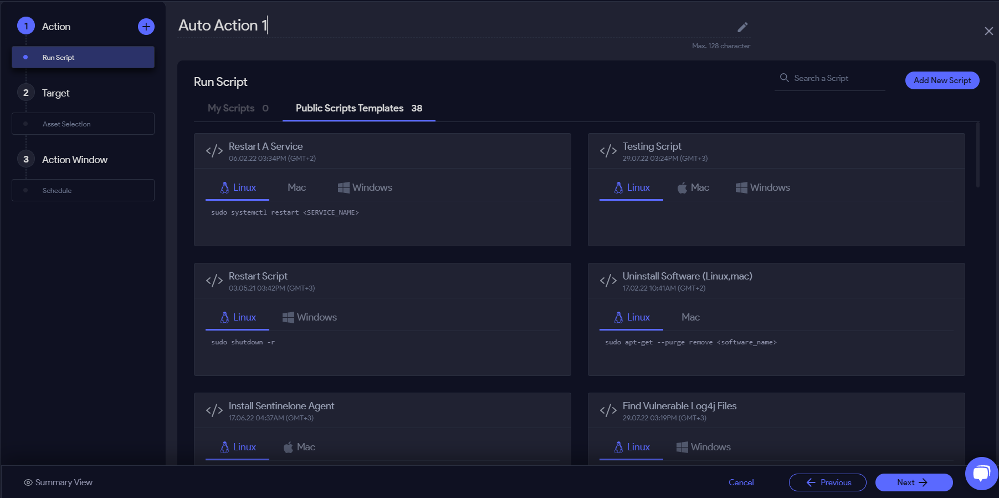 1 Action
Run Script
2 Target
Asset Selection
3 Action Window
Schedule
Auto Action 1
Max. 128 character
Run Script
Search a Script
Add New Script
My Scripts 0
Public Scripts Templates 38
</> Restart A Service
06.02.22 03:34PM (GMT+2)
Linux Mac Windows
sudo systemctl restart <SERVICE_NAME>
</> Testing Script
29.07.22 03:24PM (GMT+3)
Linux Mac Windows
</> Restart Script
03.05.21 03:42PM (GMT+3)
Linux Windows
sudo shutdown -r
</> Uninstall Software (Linux,mac)
17.02.22 10:41AM (GMT+2)
Linux Mac
sudo apt-get --purge remove <software_name>
</> Install Sentinelone Agent
17.06.22 04:37AM (GMT+3)
Linux Mac
</> Find Vulnerable Log4j Files
29.07.22 03:19PM (GMT+3)
Linux Windows
Summary View
Cancel
Previous
Next